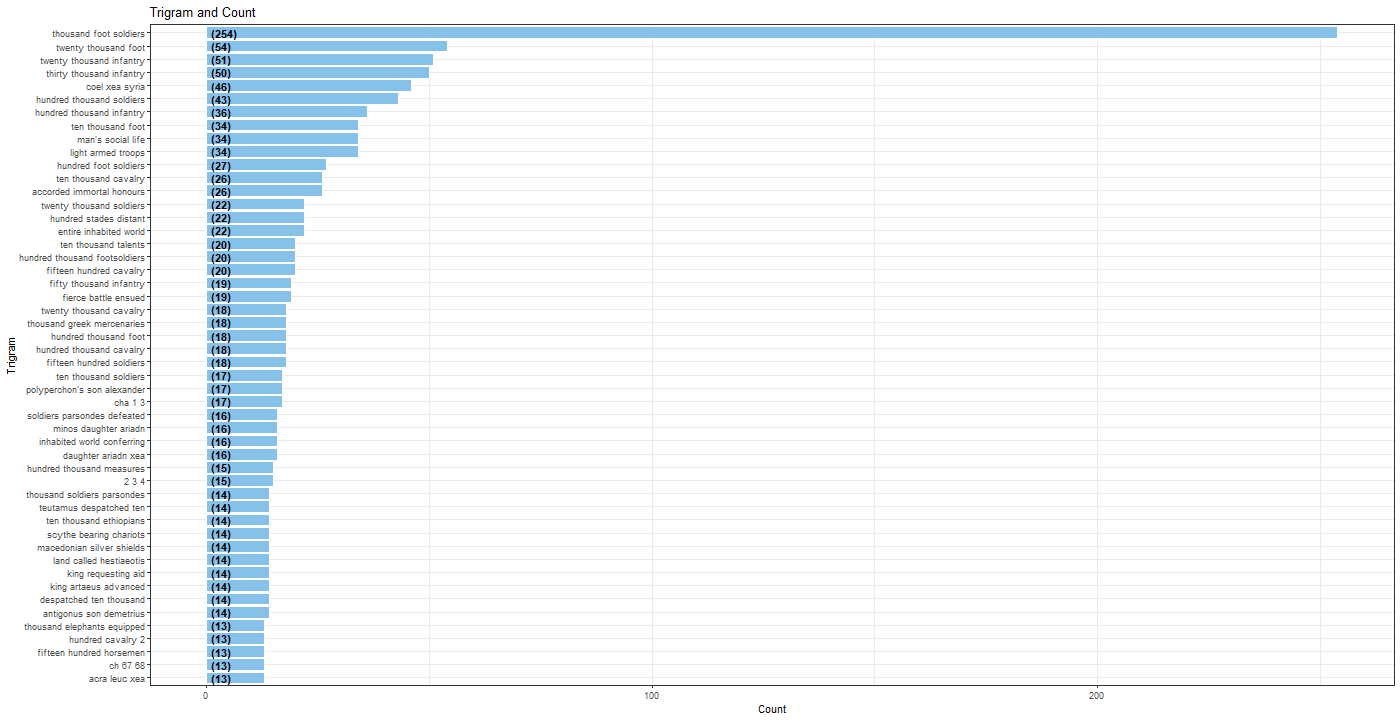 Trigram and Count
thousand foot soldiers (254)
twenty thousand foot (54)
twenty thousand infantry (51)
thirty thousand infantry (50)
coel xea syria (46)
hundred thousand soldiers (43)
hundred thousand infantry (36)
ten thousand foot (34)
man's social life (34)
light armed troops (34)
hundred foot soldiers (27)
ten thousand cavalry (26)
accorded immortal honours (26)
twenty thousand soldiers (22)
hundred stades distant (22)
entire inhabited world (22)
ten thousand talents (20)
hundred thousand footsoldiers (20)
fifteen hundred cavalry (20)
fifty thousand infantry (19)
fierce battle ensued (19)
twenty thousand cavalry (18)
thousand greek mercenaries (18)
hundred thousand foot (18)
hundred thousand cavalry (18)
fifteen hundred soldiers (18)
ten thousand soldiers (17)
polyperchon's son alexander (17)
cha 1 3 (17)
soldiers parsondes defeated (16)
minos daughter ariadn (16)
inhabited world conferring (16)
daughter ariadn xea (16)
hundred thousand measures (15)
2 3 4 (15)
thousand soldiers parsondes (14)
teutamus despatched ten (14)
ten thousand ethiopians (14)
scythe bearing chariots (14)
macedonian silver shields (14)
land called hestiaeotis (14)
king requesting aid (14)
king artaeus advanced (14)
despatched ten thousand (14)
antigonus son demetrius (14)
thousand elephants equipped (13)
hundred cavalry 2 (13)
fifteen hundred horsemen (13)
ch 67 68 (13)
acra leuc xea (13)
Trigram
0 100 200
Count